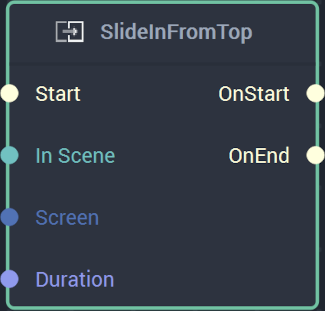 SlideInFromTop
Start OnStart
In Scene OnEnd
Screen
Duration